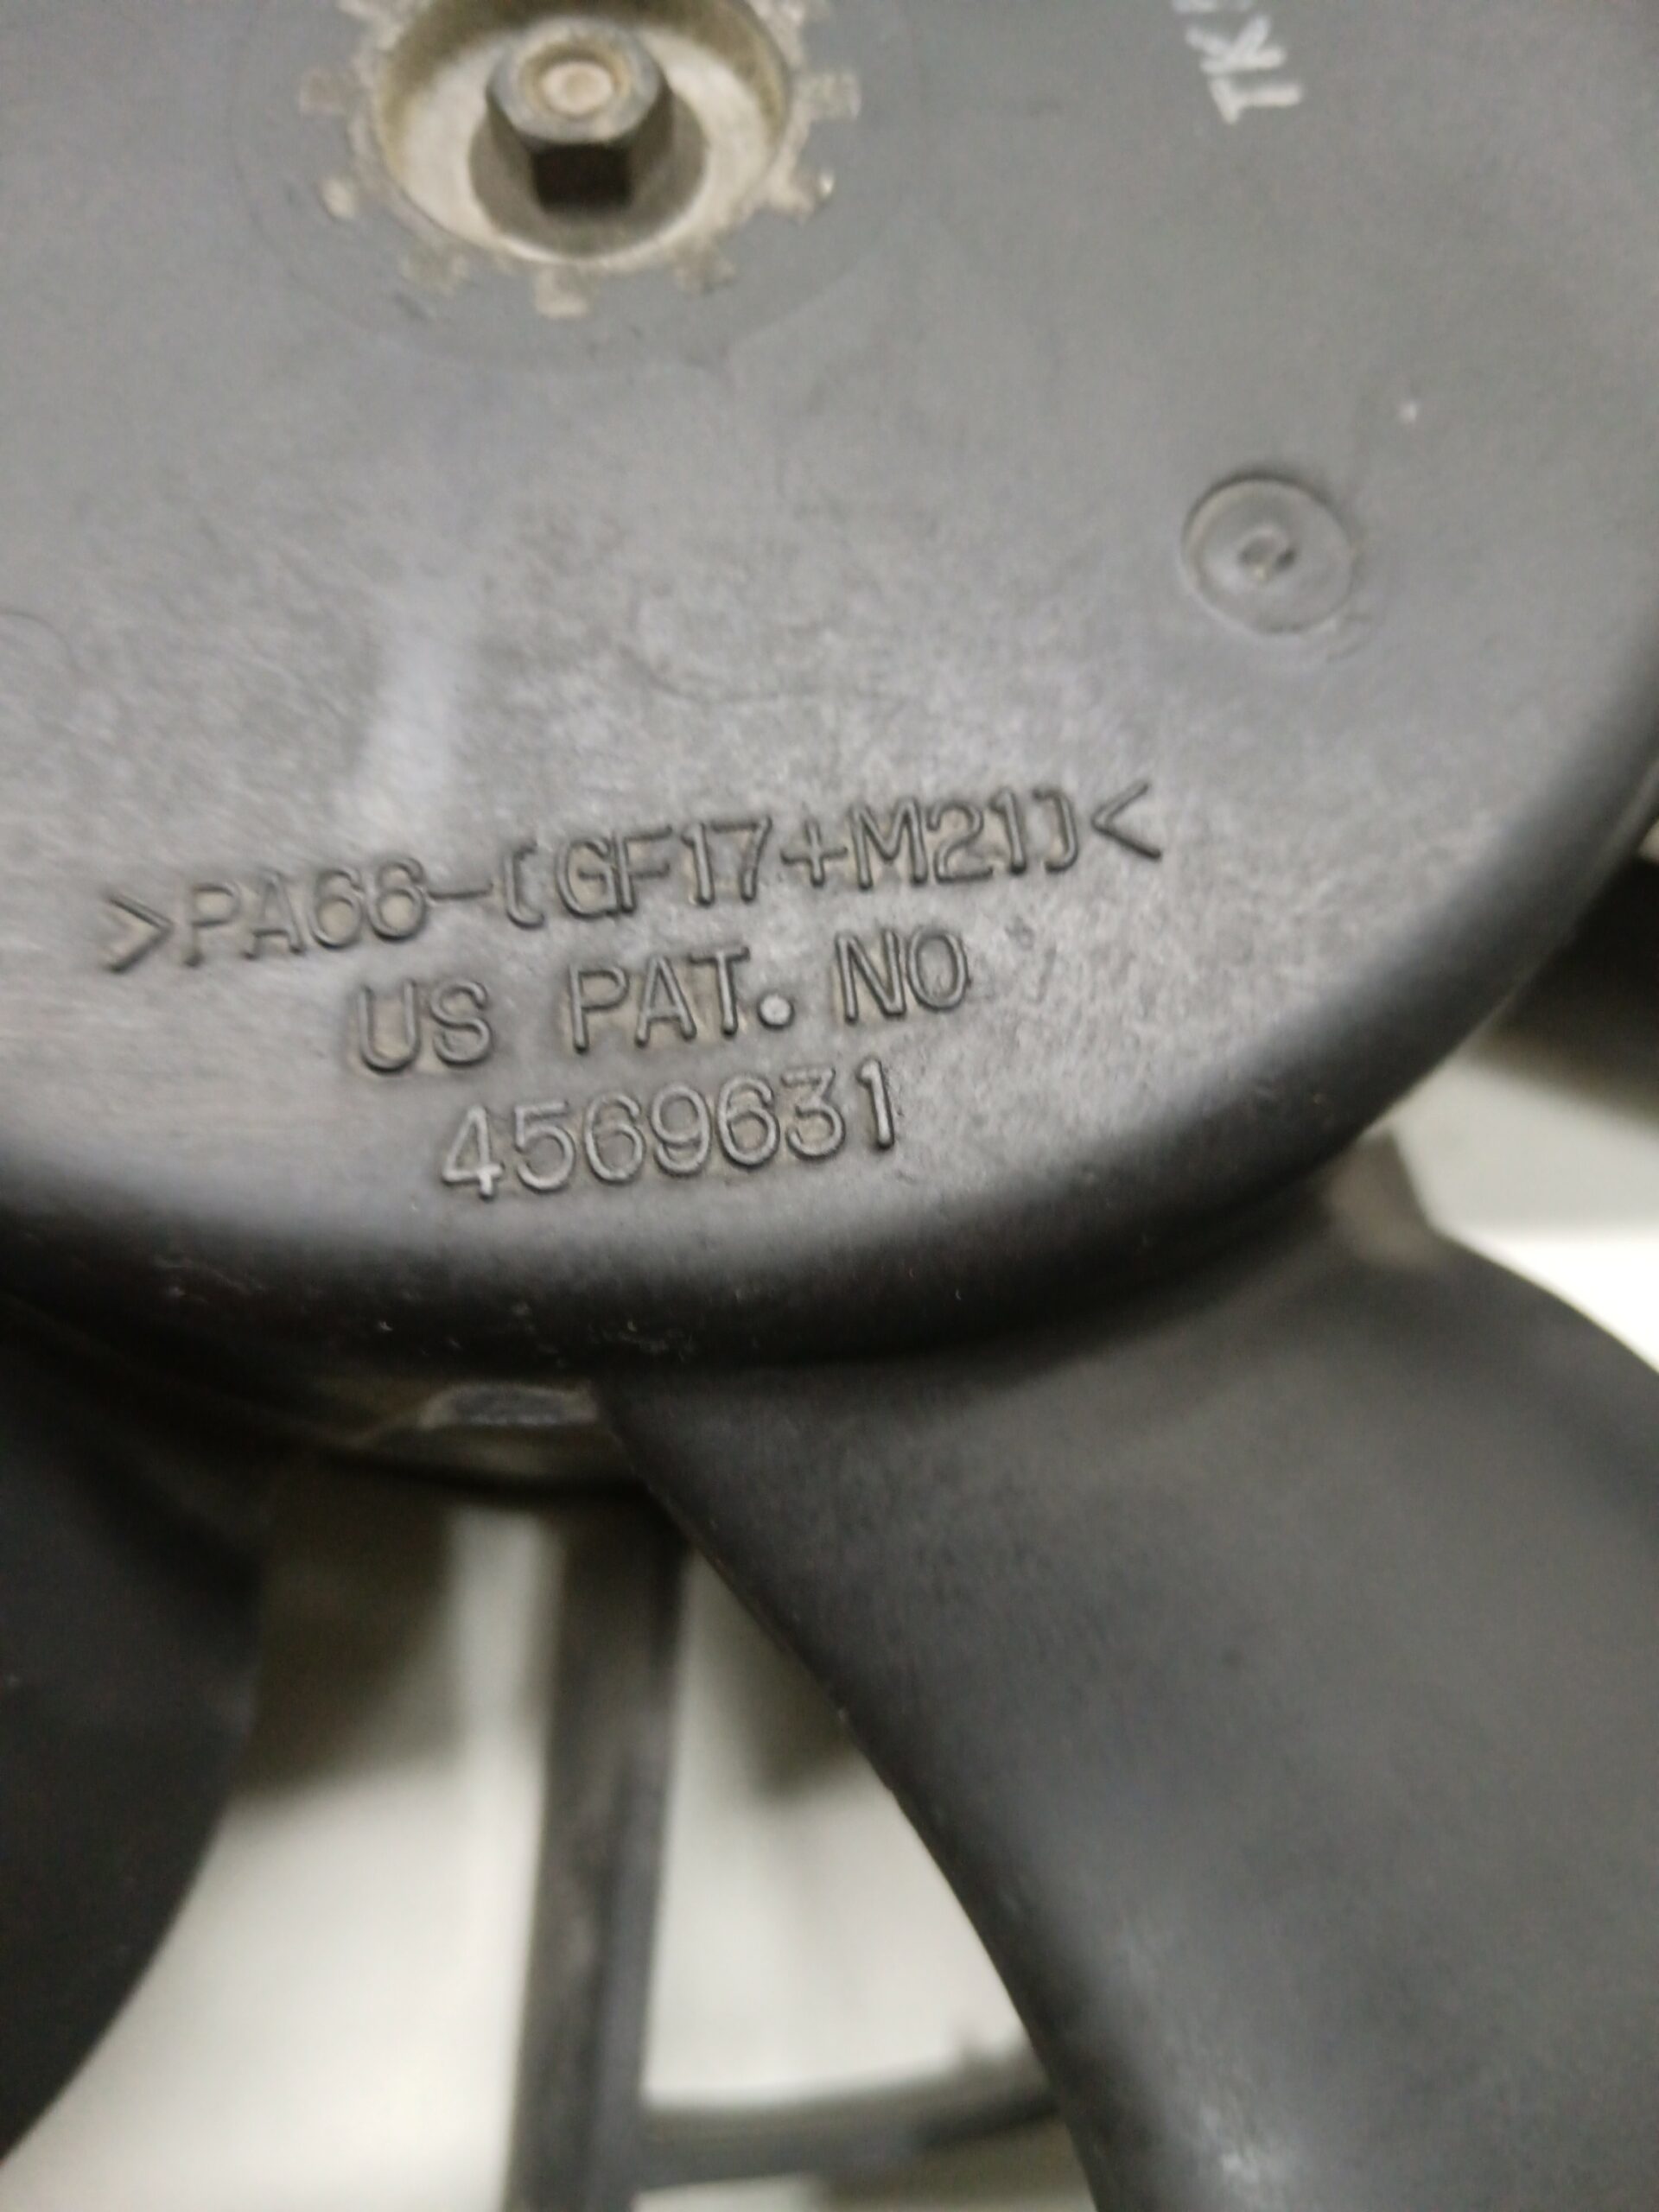 >PA66-(GF17+M21)<
US PAT. NO
4569631